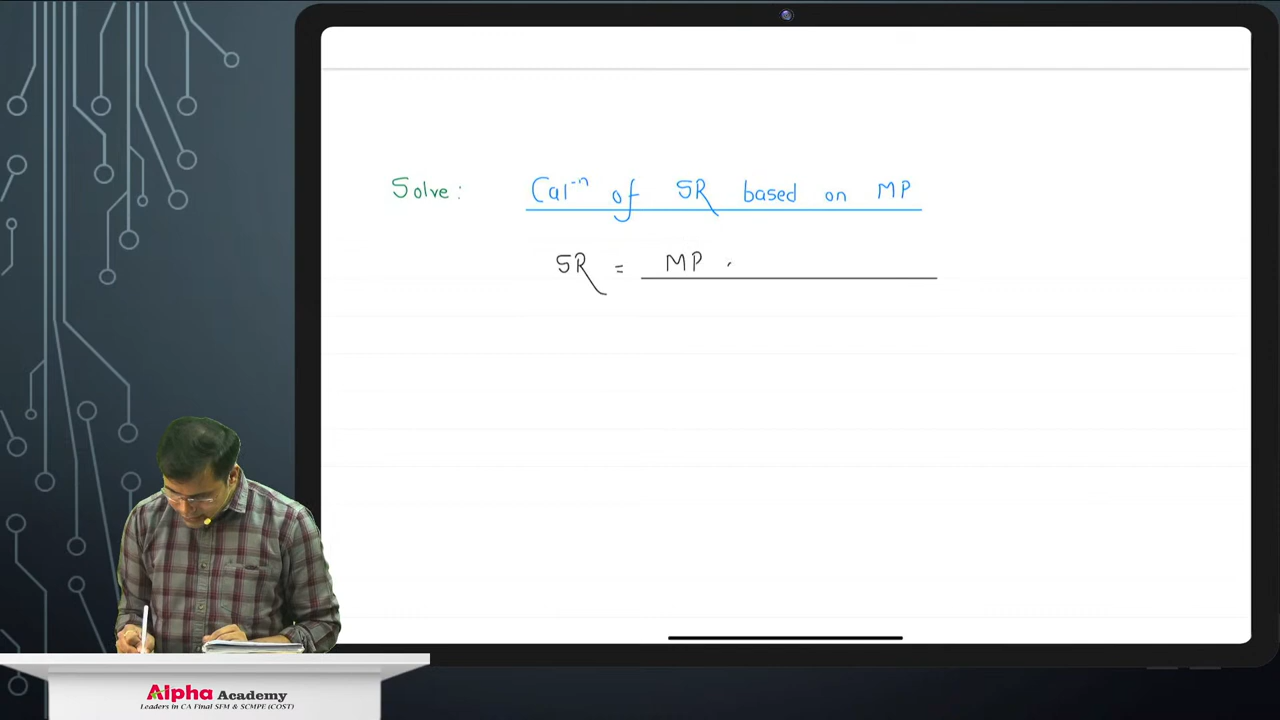 Solve: Cal⁻ⁿ of SR based on MP
SR = MP
Alpha Academy
Leaders in CA Final SFM & SCMPE (COST)